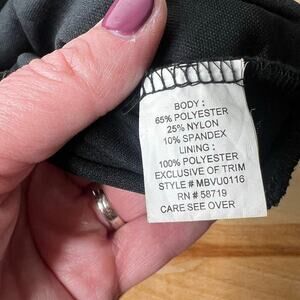 BODY :
65% POLYESTER
25% NYLON
10% SPANDEX
LINING :
100% POLYESTER
EXCLUSIVE OF TRIM
STYLE # MBVU0116
RN # 58719
CARE SEE OVER